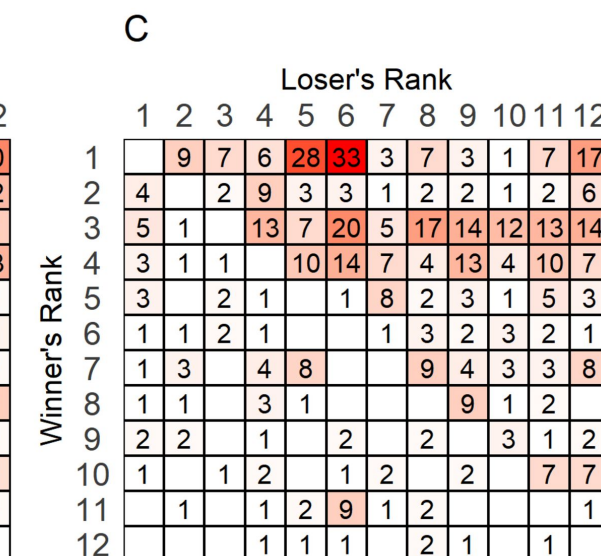 C
Loser's Rank
1 2 3 4 5 6 7 8 9 10 11 12
Winner's Rank
1 9 7 6 28 33 3 7 3 1 7 17
2 4 2 9 3 3 1 2 2 1 2 6
3 5 1 13 7 20 5 17 14 12 13 14
4 3 1 1 10 14 7 4 13 4 10 7
5 3 2 1 1 8 2 3 1 5 3
6 1 1 2 1 1 3 2 3 2 1
7 1 3 4 8 9 4 3 3 8
8 1 1 3 1 9 1 2
9 2 2 1 2 2 3 1 2
10 1 1 2 1 2 2 7 7
11 1 1 2 9 1 2 1
12 1 1 1 2 1 1